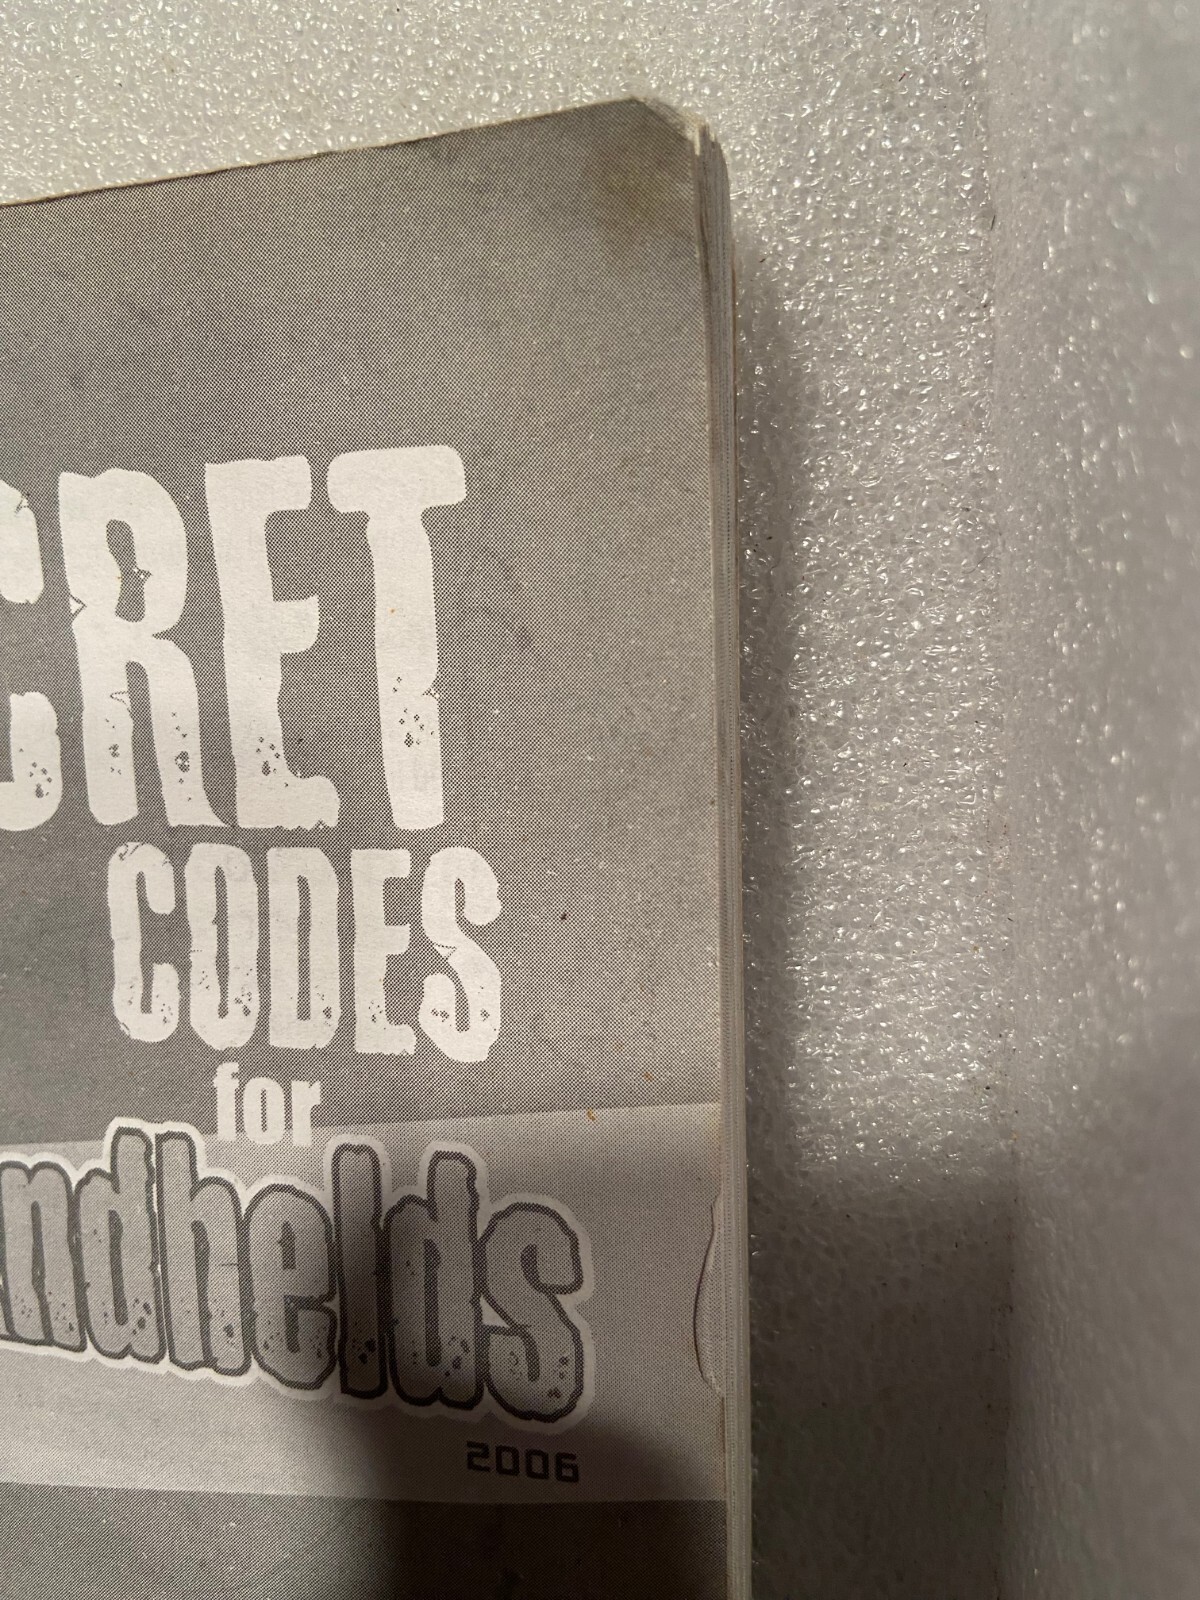 CRET
CODES
for
ndhelds
2006